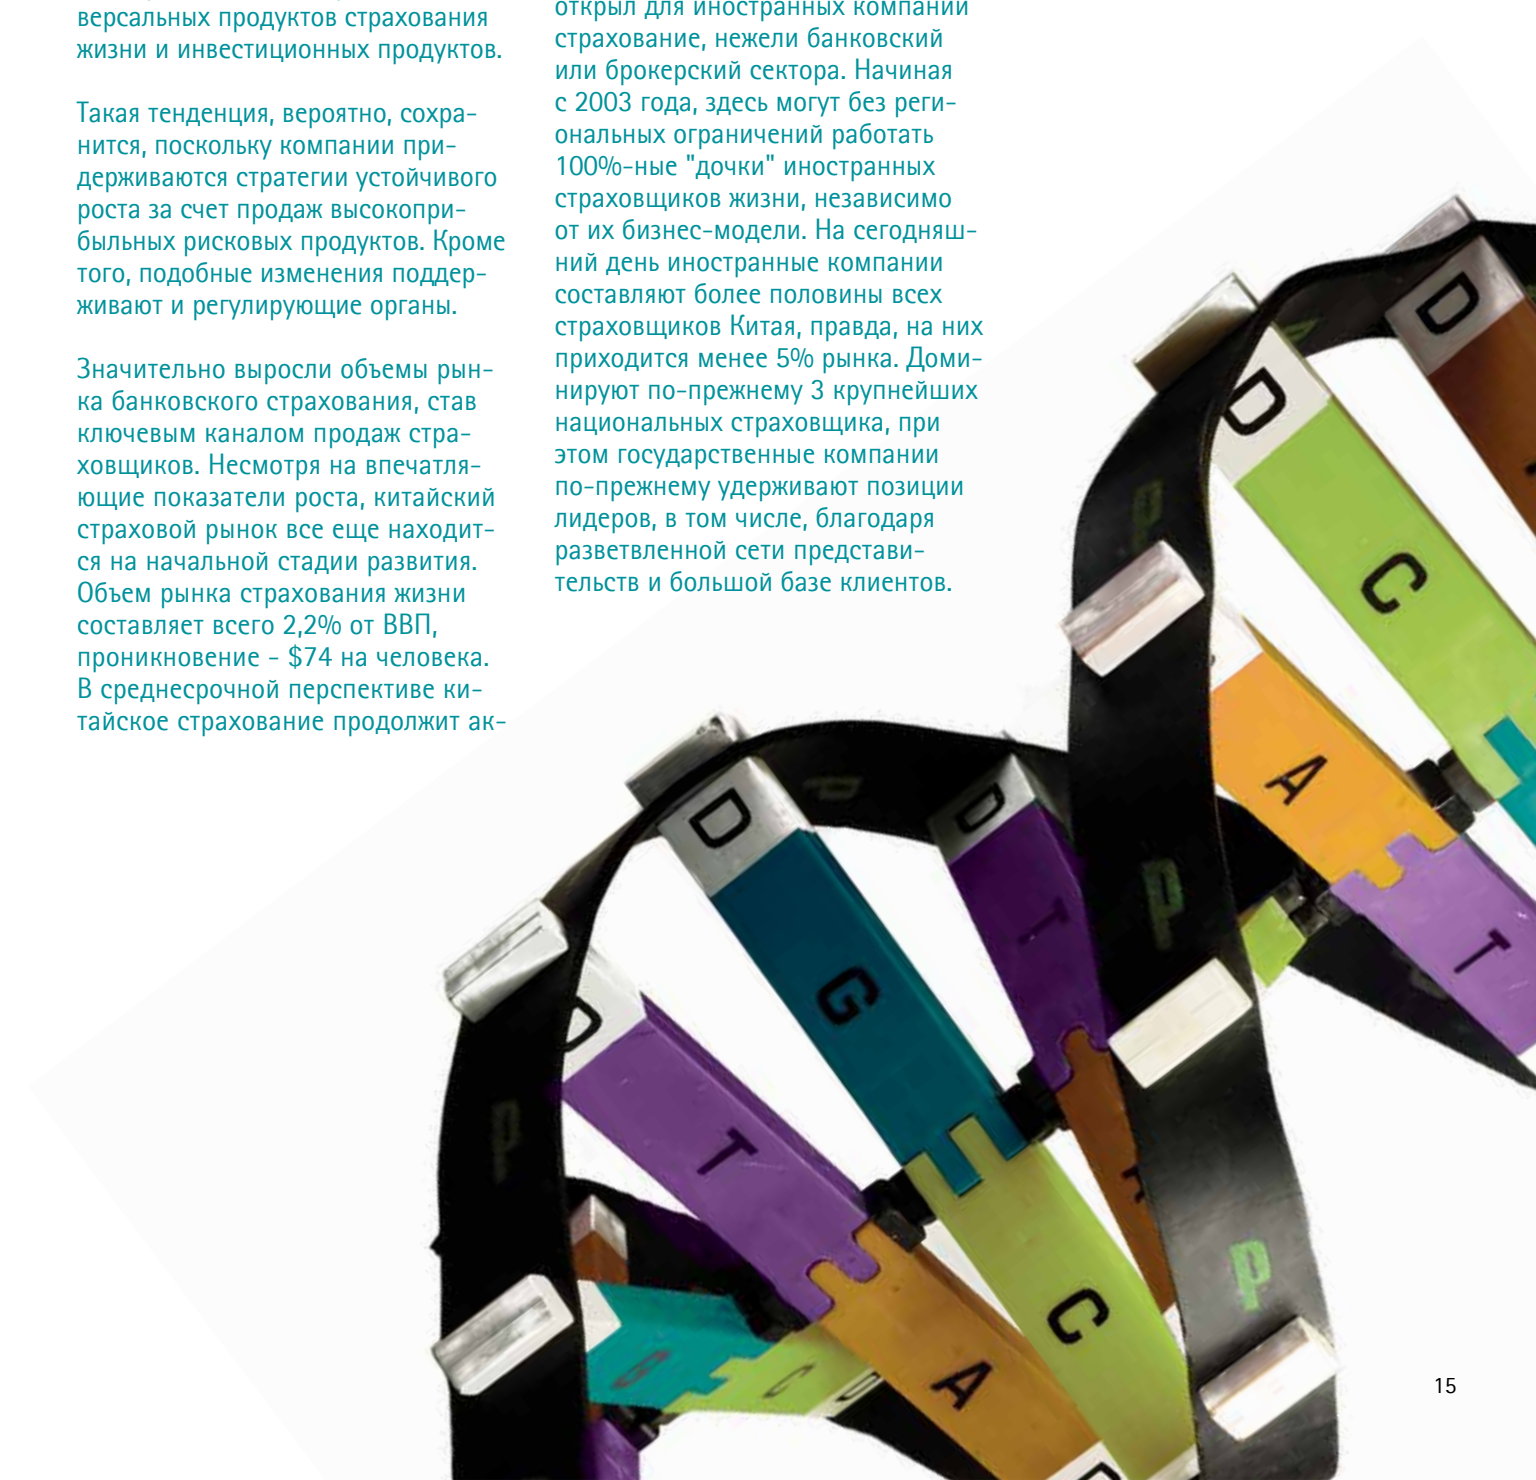 версальных продуктов страхования
жизни и инвестиционных продуктов.
Такая тенденция, вероятно, сохра-
нится, поскольку компании при-
держиваются стратегии устойчивого
роста за счет продаж высокопри-
быльных рисковых продуктов. Кроме
того, подобные изменения поддер-
живают и регулирующие органы.
Значительно выросли объемы рын-
ка банковского страхования, став
ключевым каналом продаж стра-
ховщиков. Несмотря на впечатля-
ющие показатели роста, китайский
страховой рынок все еще находит-
ся на начальной стадии развития.
Объем рынка страхования жизни
составляет всего 2,2% от ВВП,
проникновение - $74 на человека.
В среднесрочной перспективе ки-
тайское страхование продолжит ак-
открыл для иностранных компаний
страхование, нежели банковский
или брокерский сектора. Начиная
с 2003 года, здесь могут без реги-
ональных ограничений работать
100%-ные "дочки" иностранных
страховщиков жизни, независимо
от их бизнес-модели. На сегодняш-
ний день иностранные компании
составляют более половины всех
страховщиков Китая, правда, на них
приходится менее 5% рынка. Доми-
нируют по-прежнему 3 крупнейших
национальных страховщика, при
этом государственные компании
по-прежнему удерживают позиции
лидеров, в том числе, благодаря
разветвленной сети представи-
тельств и большой базе клиентов.
D
D
C
P
A
T
D
P
D
P
T
G
D
T
P
P
C
A
G
C
D
15